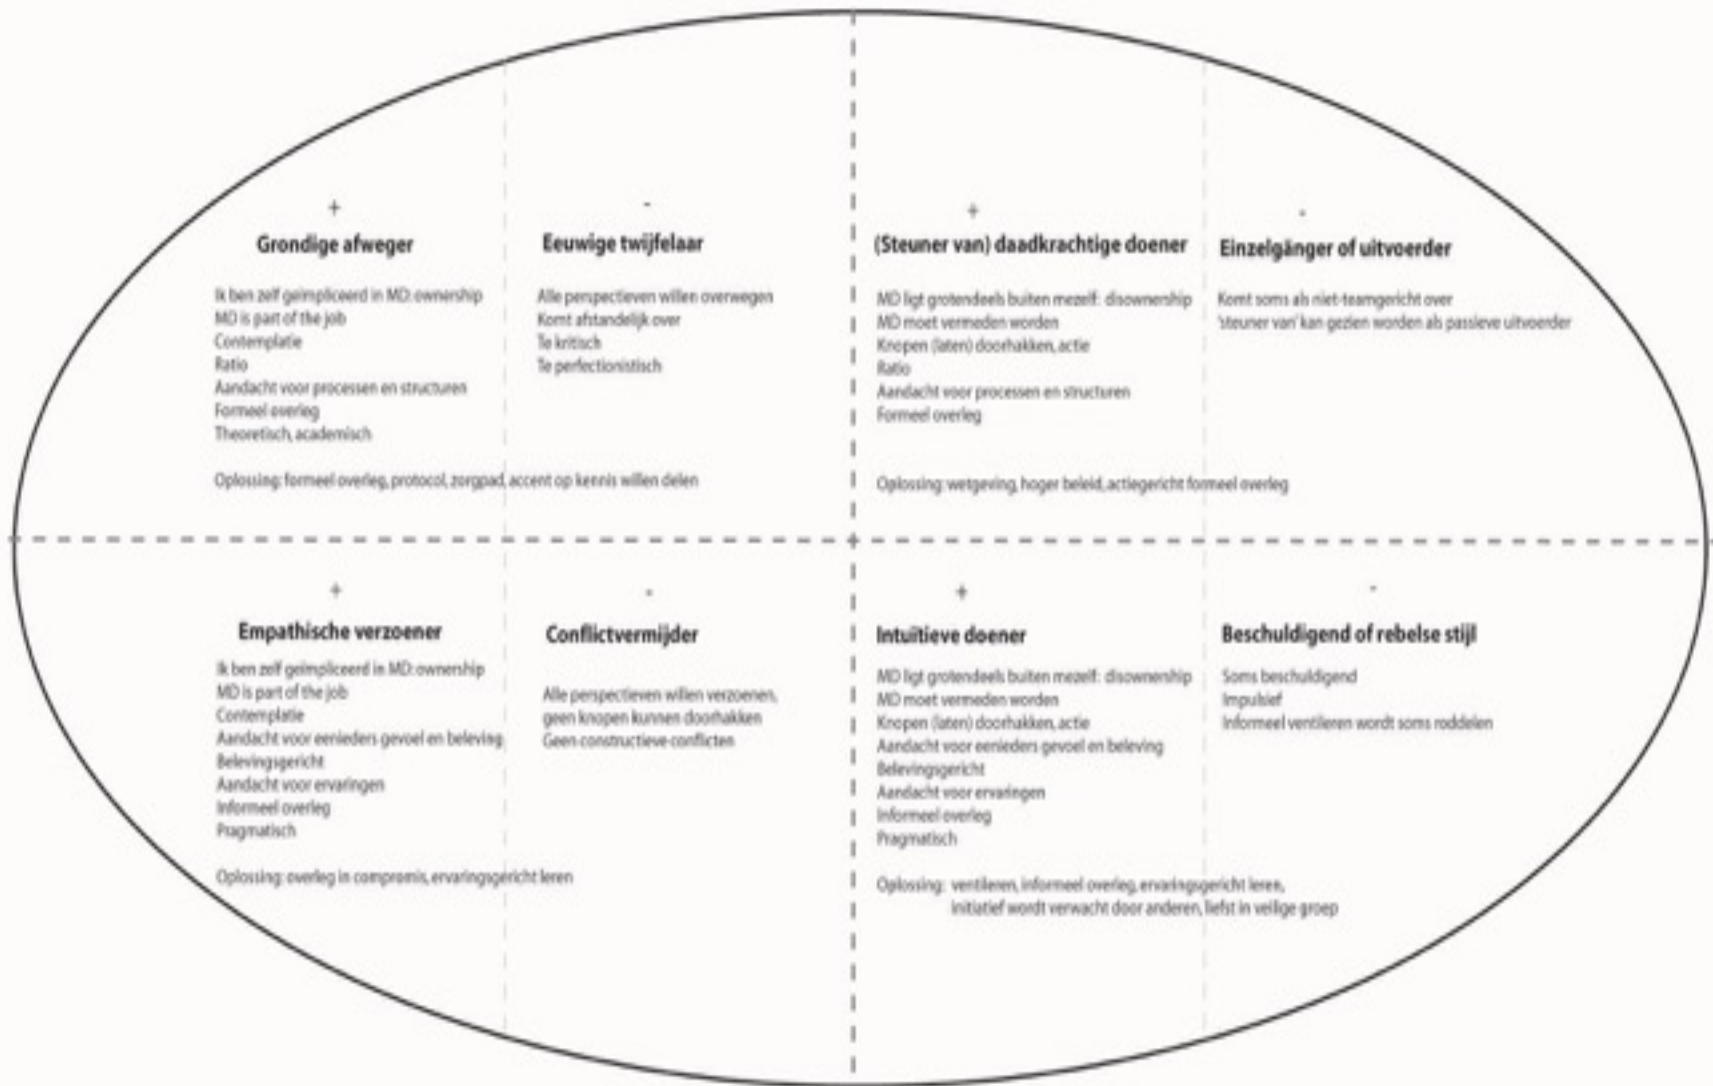 +
Grondige afweger
Ik ben zelf geïmpliceerd in MD: ownership
MD is part of the job
Contemplatie
Ratio
Aandacht voor processen en structuren
Formeel overleg
Theoretisch, academisch
Oplossing: formeel overleg, protocol, zorgpad, accent op kennis willen delen
-
Eeuwige twijfelaar
Alle perspectieven willen overwegen
Komt afstandelijk over
Te kritisch
Te perfectionistisch
+
(Steuner van) daadkrachtige doener
MD ligt grotendeels buiten mezelf: disownership
MD moet vermeden worden
Knopen (laten) doorhakken, actie
Ratio
Aandacht voor processen en structuren
Formeel overleg
Oplossing: wetgeving, hoger beleid, actiegericht formeel overleg
-
Einzelgänger of uitvoerder
Komt soms als niet-teamgericht over
'steuner van' kan gezien worden als passieve uitvoerder
+
Empathische verzoener
Ik ben zelf geïmpliceerd in MD: ownership
MD is part of the job
Contemplatie
Aandacht voor eenieders gevoel en beleving
Belevingsgericht
Aandacht voor ervaringen
Informeel overleg
Pragmatisch
Oplossing: overleg in compromis, ervaringsgericht leren
-
Conflictvermijder
Alle perspectieven willen verzoenen,
geen knopen kunnen doorhakken
Geen constructieve conflicten
+
Intuïtieve doener
MD ligt grotendeels buiten mezelf: disownership
MD moet vermeden worden
Knopen (laten) doorhakken, actie
Aandacht voor eenieders gevoel en beleving
Belevingsgericht
Aandacht voor ervaringen
Informeel overleg
Pragmatisch
Oplossing: ventileren, informeel overleg, ervaringsgericht leren,
initiatief wordt verwacht door anderen, liefst in veilige groep
-
Beschuldigend of rebelse stijl
Soms beschuldigend
Impulsief
Informeel ventileren wordt soms roddelen